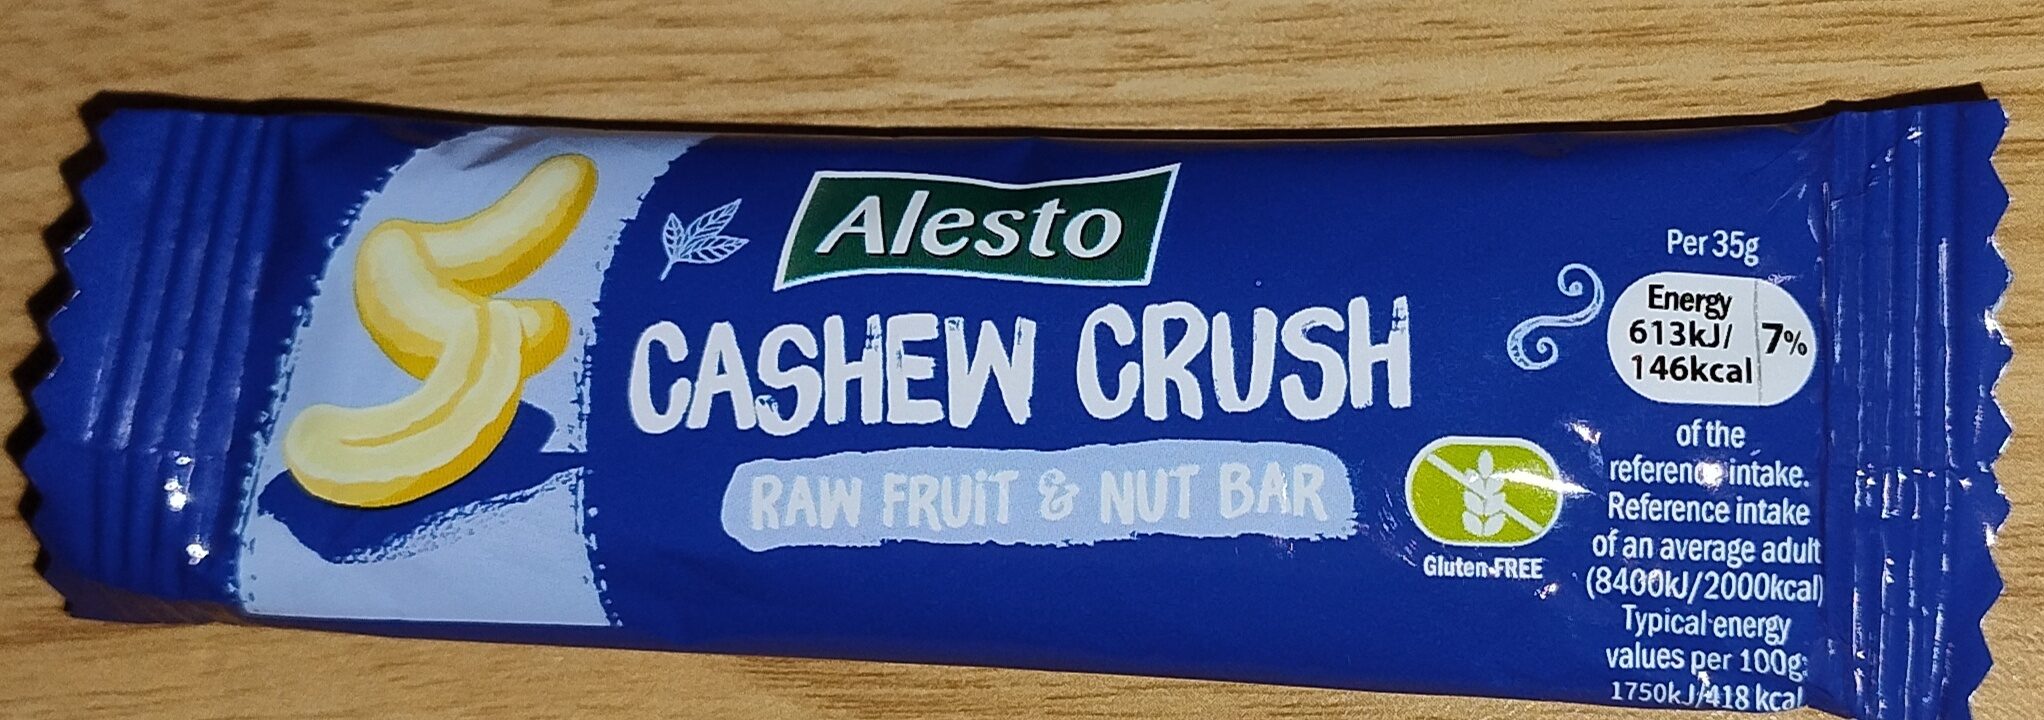 Alesto
CASHEW CRUSH
RAW FRUIT & NUT BAR
Gluten-FREE
Per 35g
Energy
613kJ/
146kcal
7%
of the
reference intake.
Reference intake
of an average adult
(8400kJ/2000kcal)
Typical energy
values per 100g:
1750kJ/418 kcal